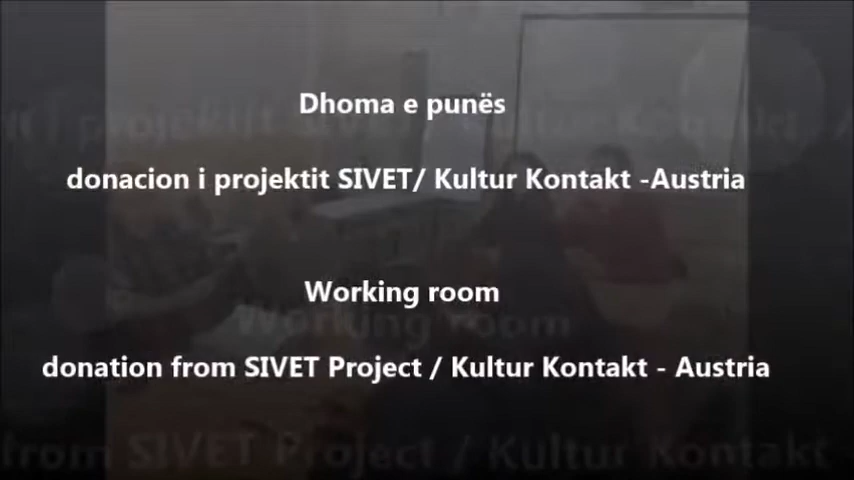 Dhoma e punës
donacion i projektit SIVET/ Kultur Kontakt -Austria
Working room
donation from SIVET Project / Kultur Kontakt - Austria